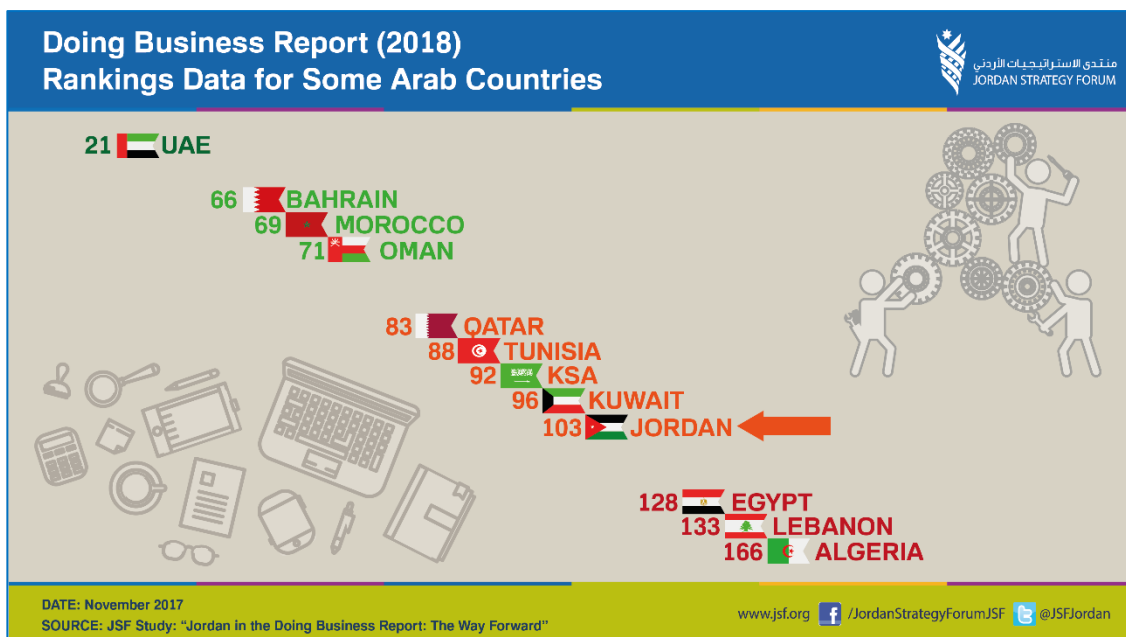 Doing Business Report (2018)
Rankings Data for Some Arab Countries
منتدى الاستراتيجيات الأردني
JORDAN STRATEGY FORUM
21 UAE
66 BAHRAIN
69 MOROCCO
71 OMAN
83 QATAR
88 TUNISIA
92 KSA
96 KUWAIT
103 JORDAN
128 EGYPT
133 LEBANON
166 ALGERIA
DATE: November 2017
SOURCE: JSF Study: “Jordan in the Doing Business Report: The Way Forward”
www.jsf.org f /JordanStrategyForumJSF @JSFJordan